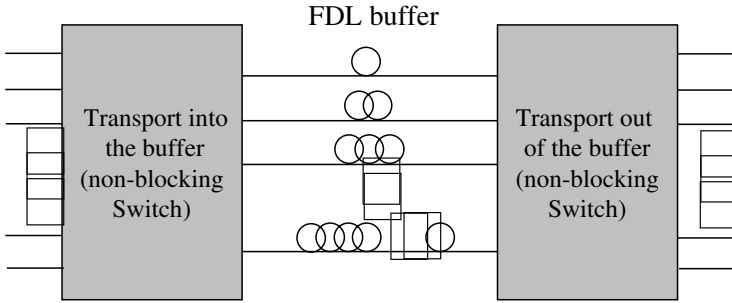 FDL buffer
Transport into
the buffer
(non-blocking
Switch)
Transport out
of the buffer
(non-blocking
Switch)